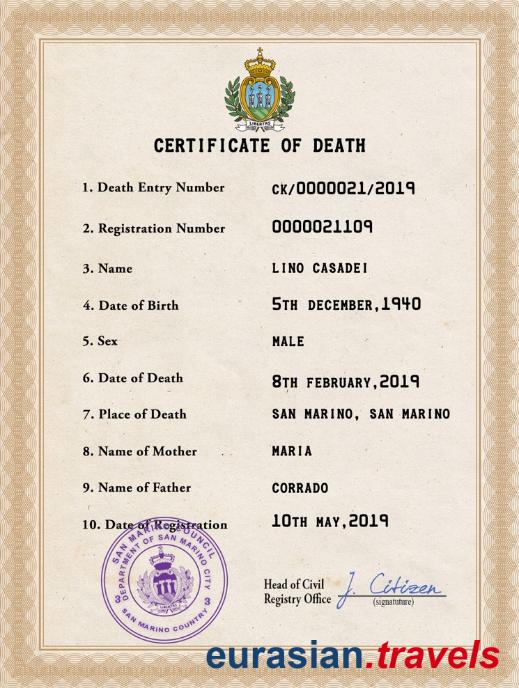 LIBERTAS
CERTIFICATE OF DEATH
1. Death Entry Number CK/0000021/2019
2. Registration Number 0000021109
3. Name LINO CASADEI
4. Date of Birth 5TH DECEMBER,1940
5. Sex MALE
6. Date of Death 8TH FEBRUARY,2019
7. Place of Death SAN MARINO, SAN MARINO
8. Name of Mother MARIA
9. Name of Father CORRADO
10. Date of Registration 10TH MAY,2019
SAN MARINO COUNCIL
DEPARTMENT OF SAN MARINO CITY
3 3
SAN MARINO COUNTRY
Head of Civil
Registry Office J. Citizen
(signatuture)
eurasian.travels